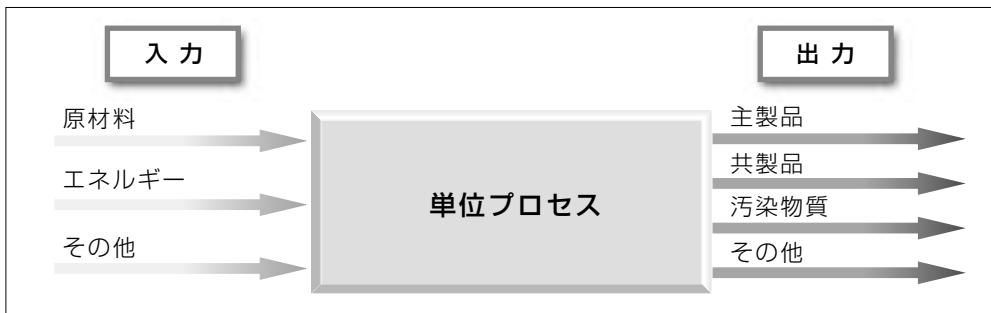 入 力
原材料
エネルギー
その他
単位プロセス
出 力
主製品
共製品
汚染物質
その他